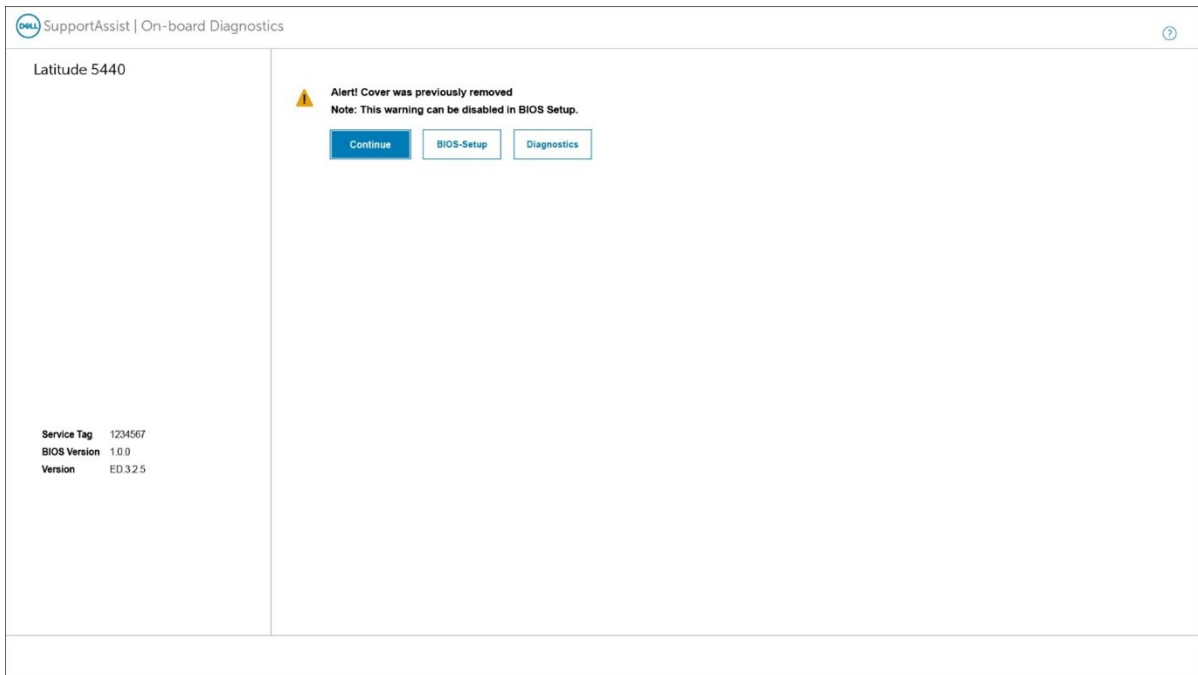 DELL SupportAssist | On-board Diagnostics
?
Latitude 5440
Alert! Cover was previously removed
Note: This warning can be disabled in BIOS Setup.
Continue BIOS-Setup Diagnostics
Service Tag 1234567
BIOS Version 1.0.0
Version ED.3.2.5